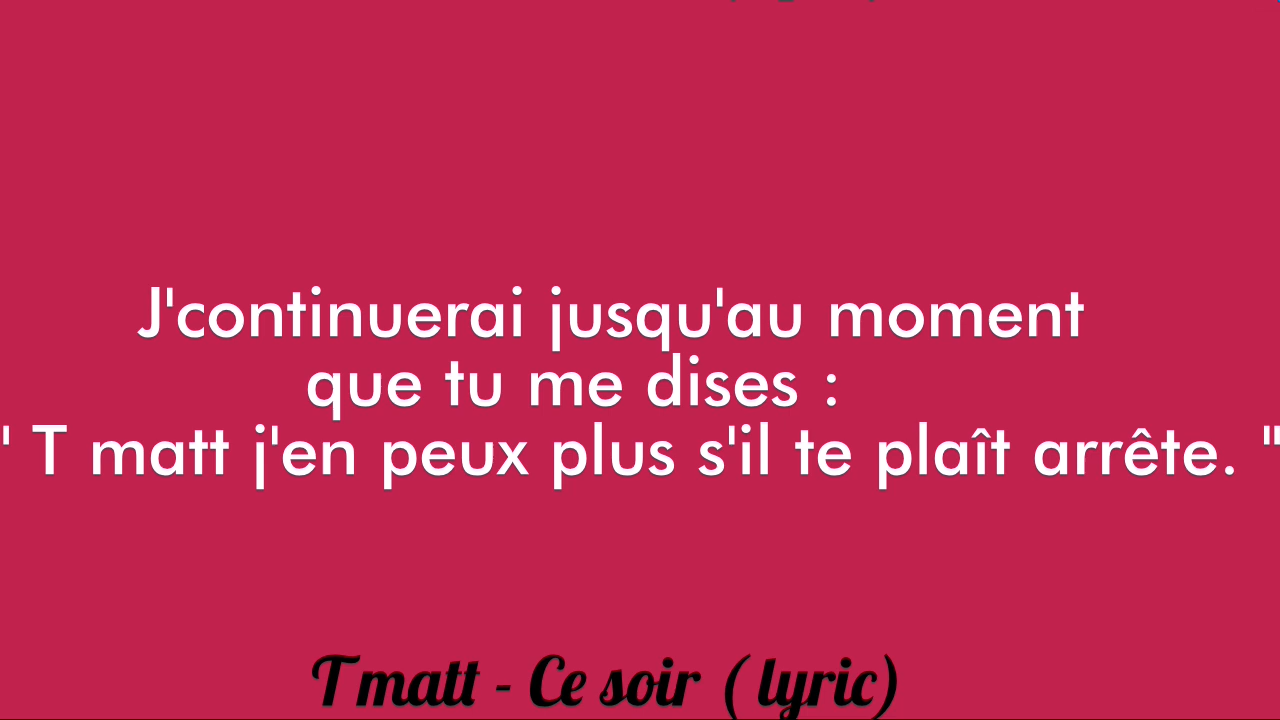 J'continuerai jusqu'au moment
que tu me dises :
" T matt j'en peux plus s'il te plaît arrête. "
T matt - Ce soir ( lyric)